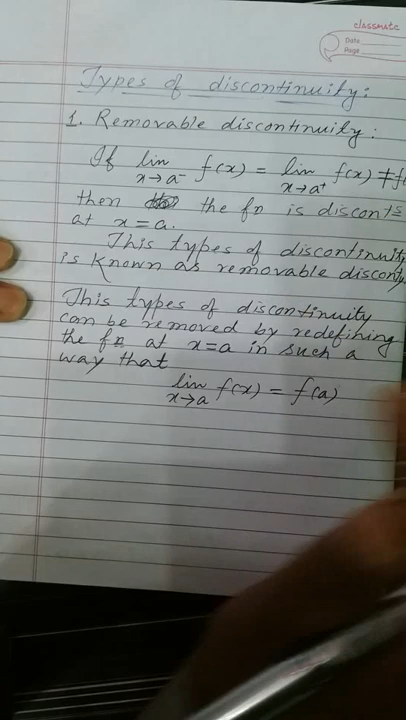 classmate
Date
Page
Types of discontinuity:
1. Removable discontinuity:
If lim x→a⁻ f(x) = lim x→a⁺ f(x) ≠ f(
then the fn is discont
at x = a.
This types of discontinuit
is known as removable discont
This types of discontinuity
can be removed by redefining
the fn at x=a in such a
way that
lim x→a f(x) = f(a)